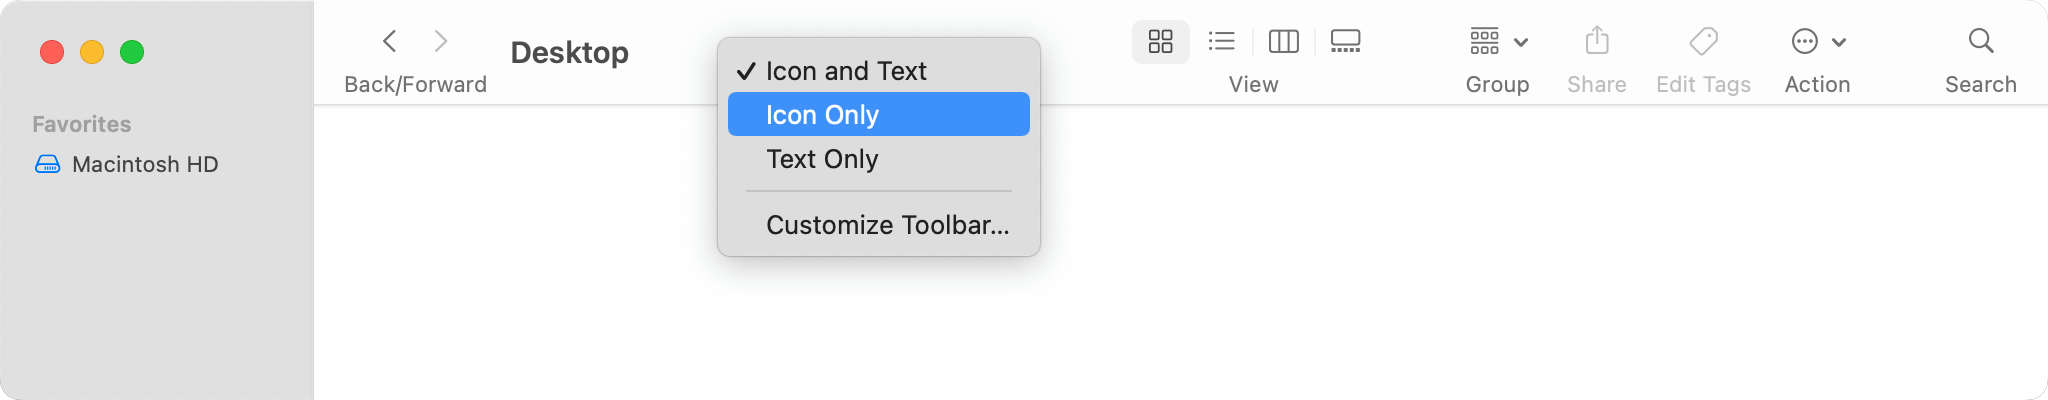 Favorites
Macintosh HD
Back/Forward
Desktop
Icon and Text
Icon Only
Text Only
Customize Toolbar...
View
Group
Share
Edit Tags
Action
Search